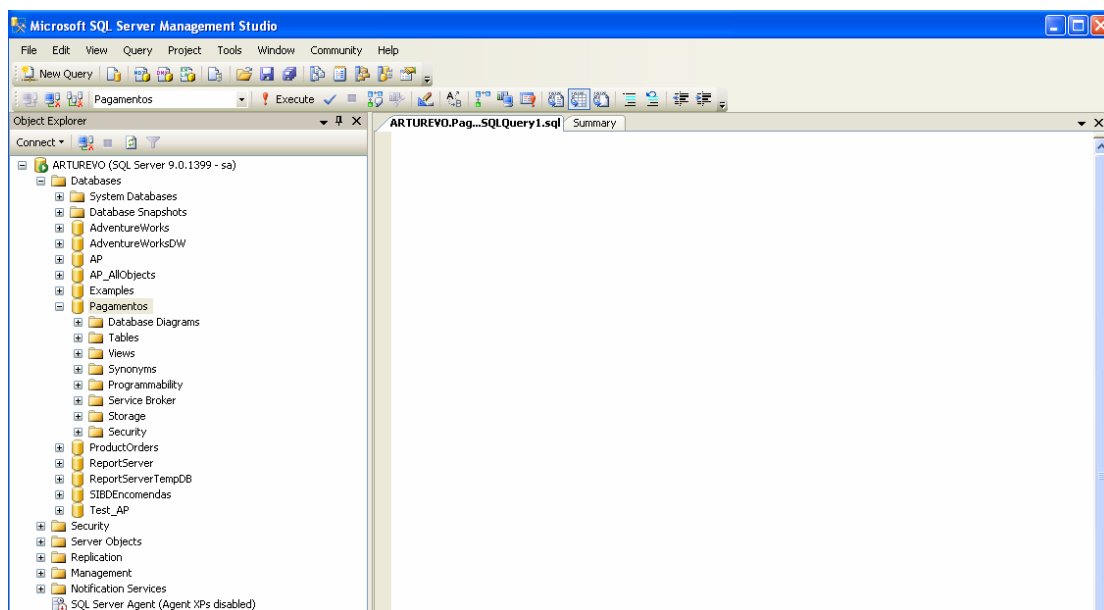 Microsoft SQL Server Management Studio
File Edit View Query Project Tools Window Community Help
New Query
Pagamentos Execute
Object Explorer
ARTUREVO.Pag...SQLQuery1.sql Summary
Connect
ARTUREVO (SQL Server 9.0.1399 - sa)
Databases
System Databases
Database Snapshots
AdventureWorks
AdventureWorksDW
AP
AP_AllObjects
Examples
Pagamentos
Database Diagrams
Tables
Views
Synonyms
Programmability
Service Broker
Storage
Security
ProductOrders
ReportServer
ReportServerTempDB
SIBDEncomendas
Test_AP
Security
Server Objects
Replication
Management
Notification Services
SQL Server Agent (Agent XPs disabled)